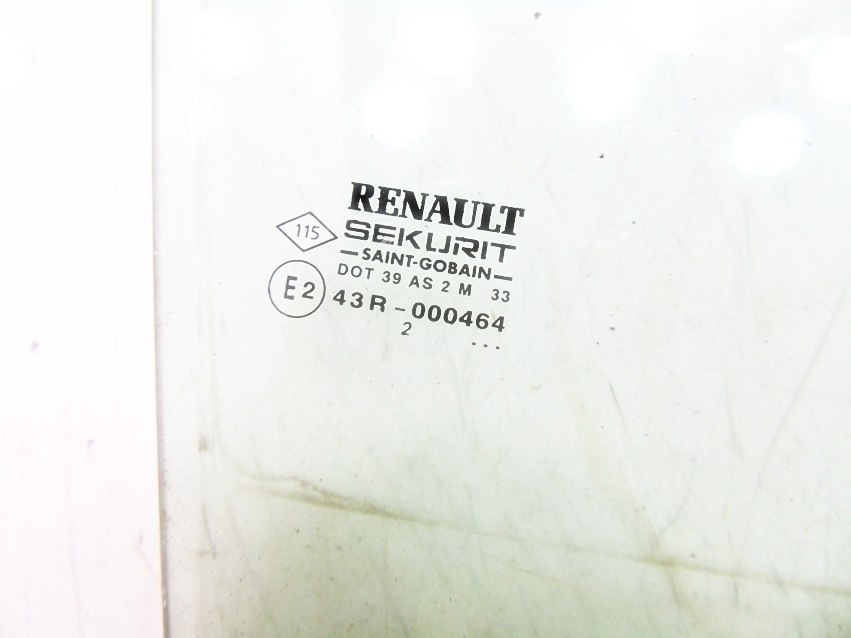 RENAULT
115
SEKURIT
SAINT-GOBAIN
DOT 39 AS 2 M 33
E2
43R-000464
2 ...